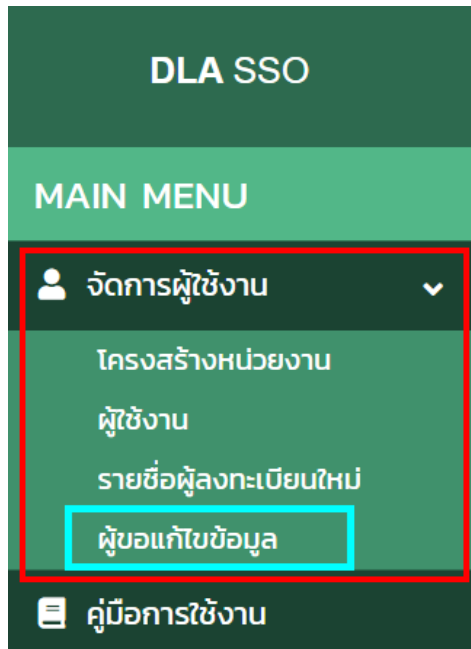 DLA SSO
MAIN MENU
จัดการผู้ใช้งาน
โครงสร้างหน่วยงาน
ผู้ใช้งาน
รายชื่อผู้ลงทะเบียนใหม่
ผู้ขอแก้ไขข้อมูล
คู่มือการใช้งาน